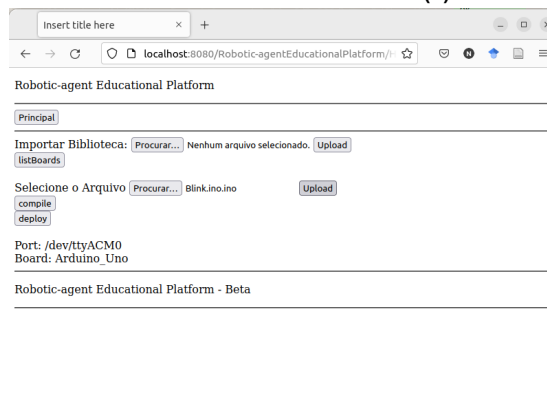 Insert title here × +
localhost:8080/Robotic-agentEducationalPlatform/
Robotic-agent Educational Platform
Principal
Importar Biblioteca: Procurar... Nenhum arquivo selecionado. Upload
listBoards
Selecione o Arquivo Procurar... Blink.ino.ino Upload
compile
deploy
Port: /dev/ttyACM0
Board: Arduino_Uno
Robotic-agent Educational Platform - Beta